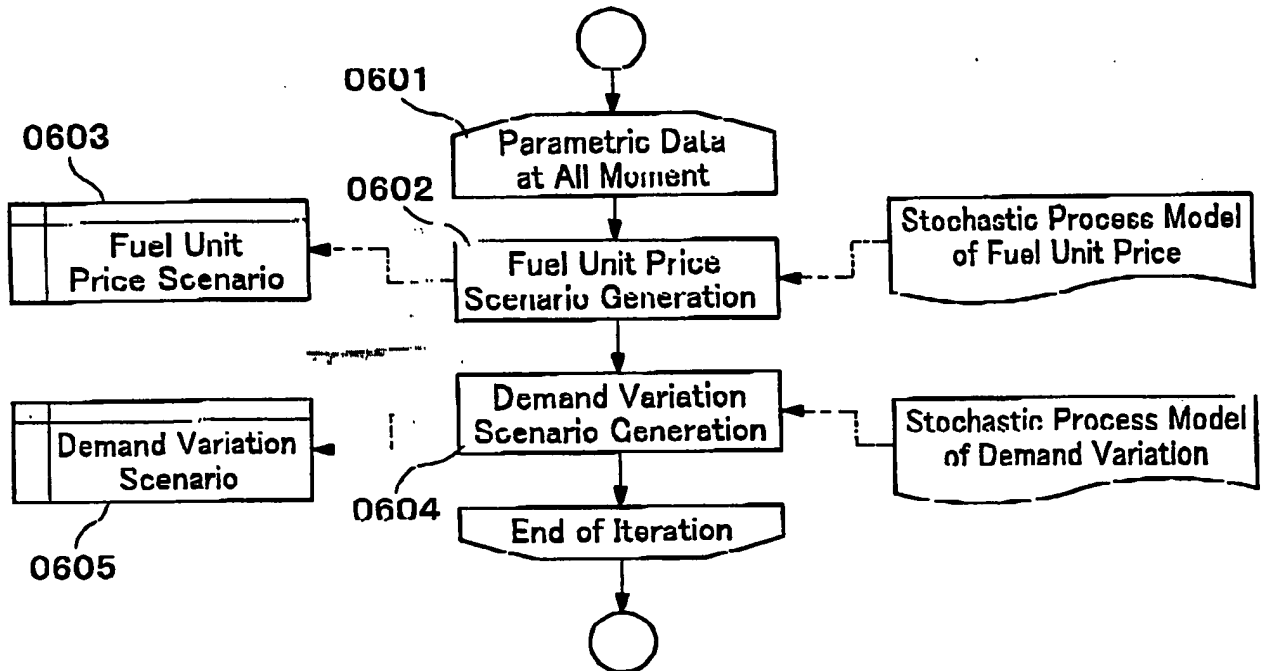 0601
Parametric Data
at All Moment
0603
0602
Fuel Unit
Price Scenario
Fuel Unit Price
Scenario Generation
Stochastic Process Model
of Fuel Unit Price
Demand Variation
Scenario
Demand Variation
Scenario Generation
Stochastic Process Model
of Demand Variation
0604
End of Iteration
0605